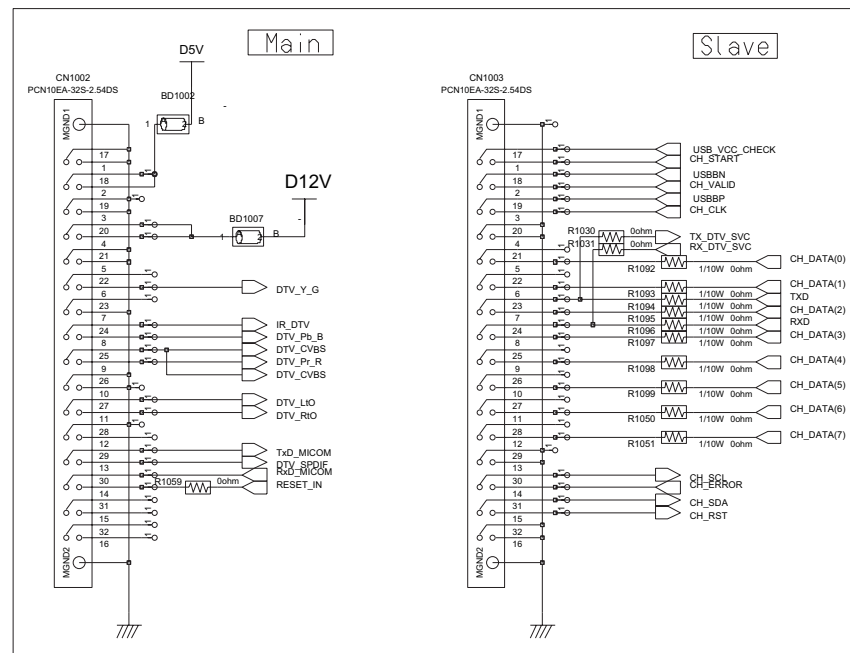 Main
D5V
CN1002
PCN10EA-32S-2.54DS
BD1002
1
B
MGND1
17
1
18
2
19
3
20
4
21
5
22
6
23
7
24
8
25
9
26
10
27
11
28
12
29
13
30
14
31
15
32
16
MGND2
D12V
BD1007
1
B
DTV_Y_G
IR_DTV
DTV_Pb_B
DTV_CVBS
DTV_Pr_R
DTV_CVBS
DTV_LtO
DTV_RtO
TxD_MICOM
DTV_SPDIF
RxD_MICOM
R1059 0ohm RESET_IN
Slave
CN1003
PCN10EA-32S-2.54DS
MGND1
17
1
18
2
19
3
20
4
21
5
22
6
23
7
24
8
25
9
26
10
27
11
28
12
29
13
30
14
31
15
32
16
MGND2
USB_VCC_CHECK
CH_START
USBBN
CH_VALID
USBBP
CH_CLK
R1030 0ohm TX_DTV_SVC
R1031 0ohm RX_DTV_SVC
R1092 1/10W 0ohm CH_DATA(0)
R1093 1/10W 0ohm CH_DATA(1)
R1094 1/10W 0ohm TXD
R1095 1/10W 0ohm CH_DATA(2)
R1096 1/10W 0ohm RXD
R1097 1/10W 0ohm CH_DATA(3)
R1098 1/10W 0ohm CH_DATA(4)
R1099 1/10W 0ohm CH_DATA(5)
R1050 1/10W 0ohm CH_DATA(6)
R1051 1/10W 0ohm CH_DATA(7)
CH_SCL
CH_ERROR
CH_SDA
CH_RST